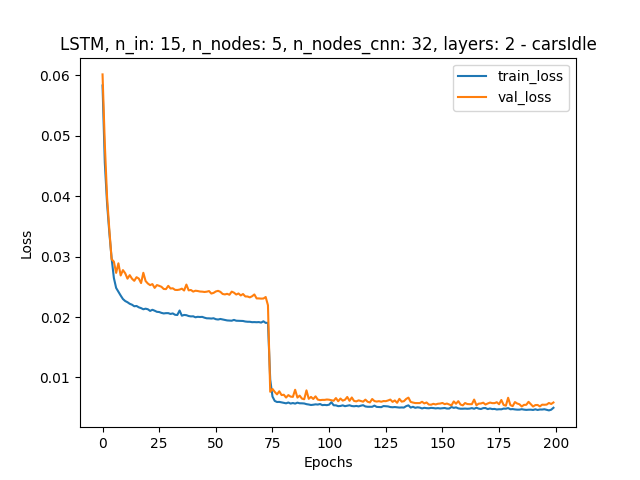 LSTM, n_in: 15, n_nodes: 5, n_nodes_cnn: 32, layers: 2 - carsIdle
train_loss
val_loss
0.06
0.05
0.04
0.03
0.02
0.01
Loss
0 25 50 75 100 125 150 175 200
Epochs